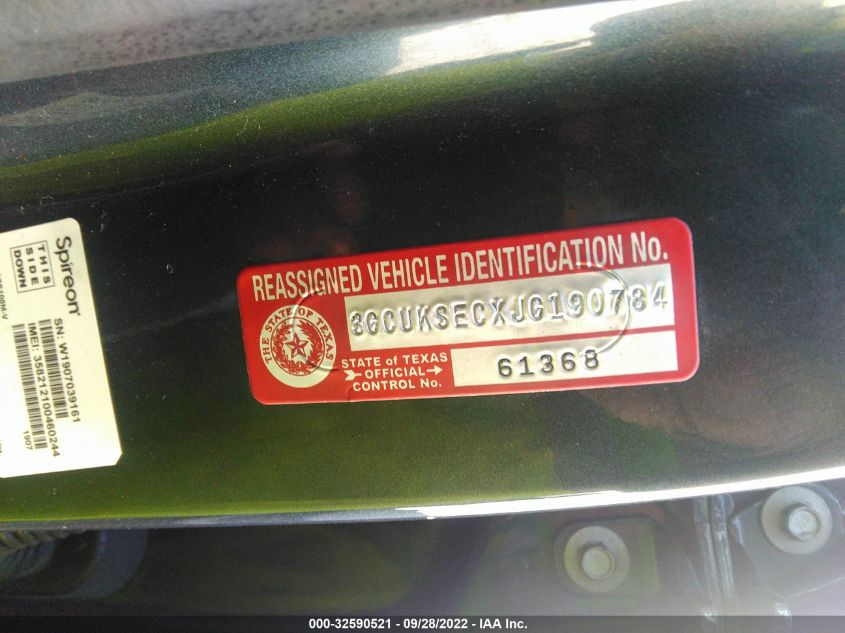 REASSIGNED VEHICLE IDENTIFICATION No.
3GCUKSECXJG190784
THE STATE OF TEXAS
STATE of TEXAS
OFFICIAL
CONTROL No.
61368
Spireon
THIS
SIDE
DOWN
SN: W1907039161
IMEI: 358212100460244
1907
000-32590521 - 09/28/2022 - IAA Inc.